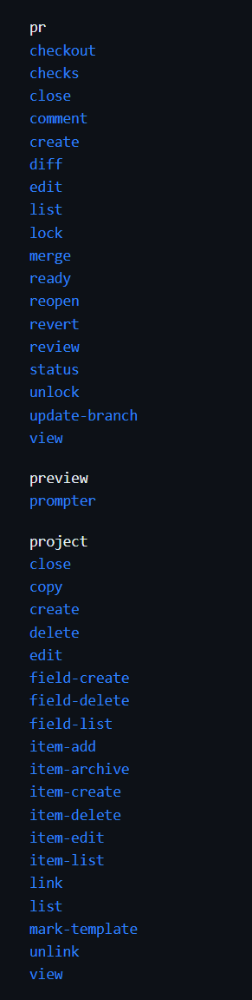 pr
checkout
checks
close
comment
create
diff
edit
list
lock
merge
ready
reopen
revert
review
status
unlock
update-branch
view
preview
prompter
project
close
copy
create
delete
edit
field-create
field-delete
field-list
item-add
item-archive
item-create
item-delete
item-edit
item-list
link
list
mark-template
unlink
view